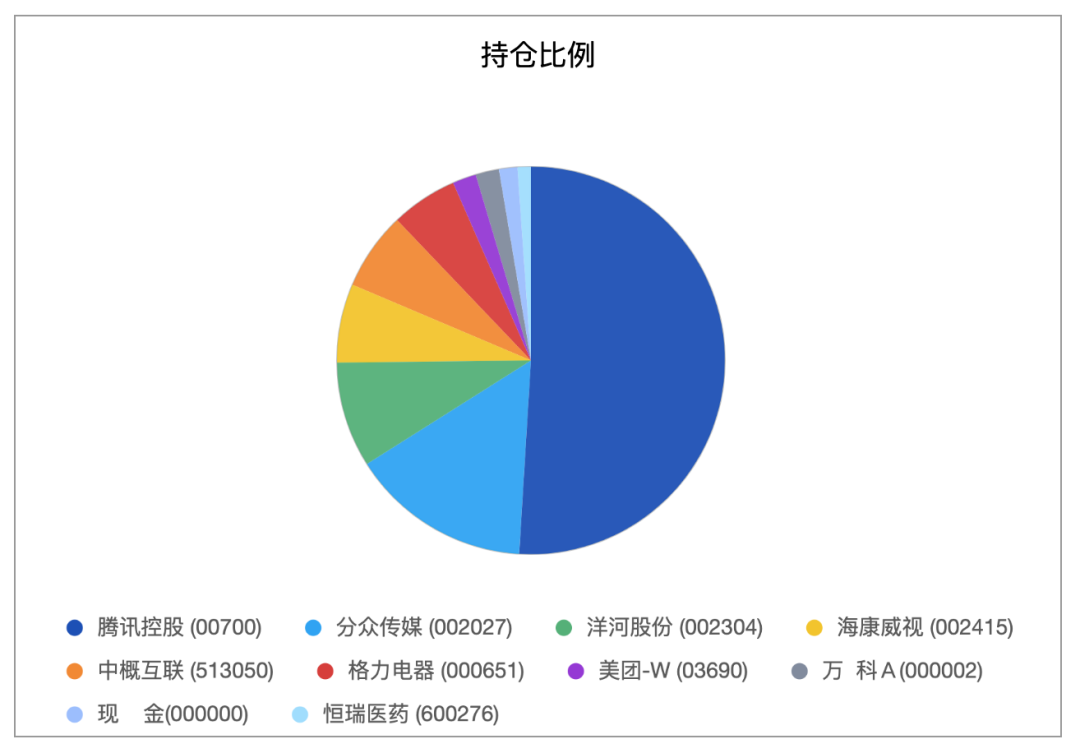 持仓比例
腾讯控股 (00700) 分众传媒 (002027) 洋河股份 (002304) 海康威视 (002415)
中概互联 (513050) 格力电器 (000651) 美团-W (03690) 万 科A(000002)
现 金(000000) 恒瑞医药 (600276)